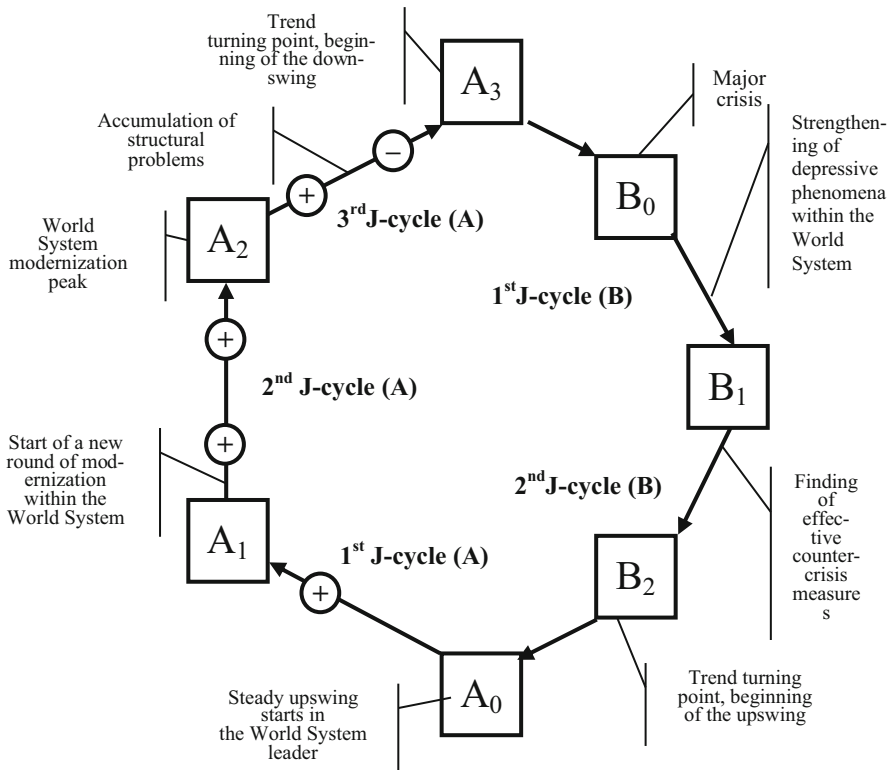 Trend
turning point, begin-
ning of the down-
swing
A₃
Major
crisis
Accumulation of
structural
problems
−
+
B₀
Strengthen-
ing of
depressive
phenomena
within the
World
System
World
System
modernization
peak
A₂
3ʳᵈJ-cycle (A)
1ˢᵗJ-cycle (B)
+
2ⁿᵈ J-cycle (A)
B₁
+
Start of a new
round of mod-
ernization
within the
World System
2ⁿᵈJ-cycle (B)
Finding
of
effec-
tive
counter-
crisis
measure
s
A₁
1ˢᵗ J-cycle (A)
+
B₂
Steady upswing
starts in
the World System
leader
A₀
Trend turning
point, beginning
of the upswing